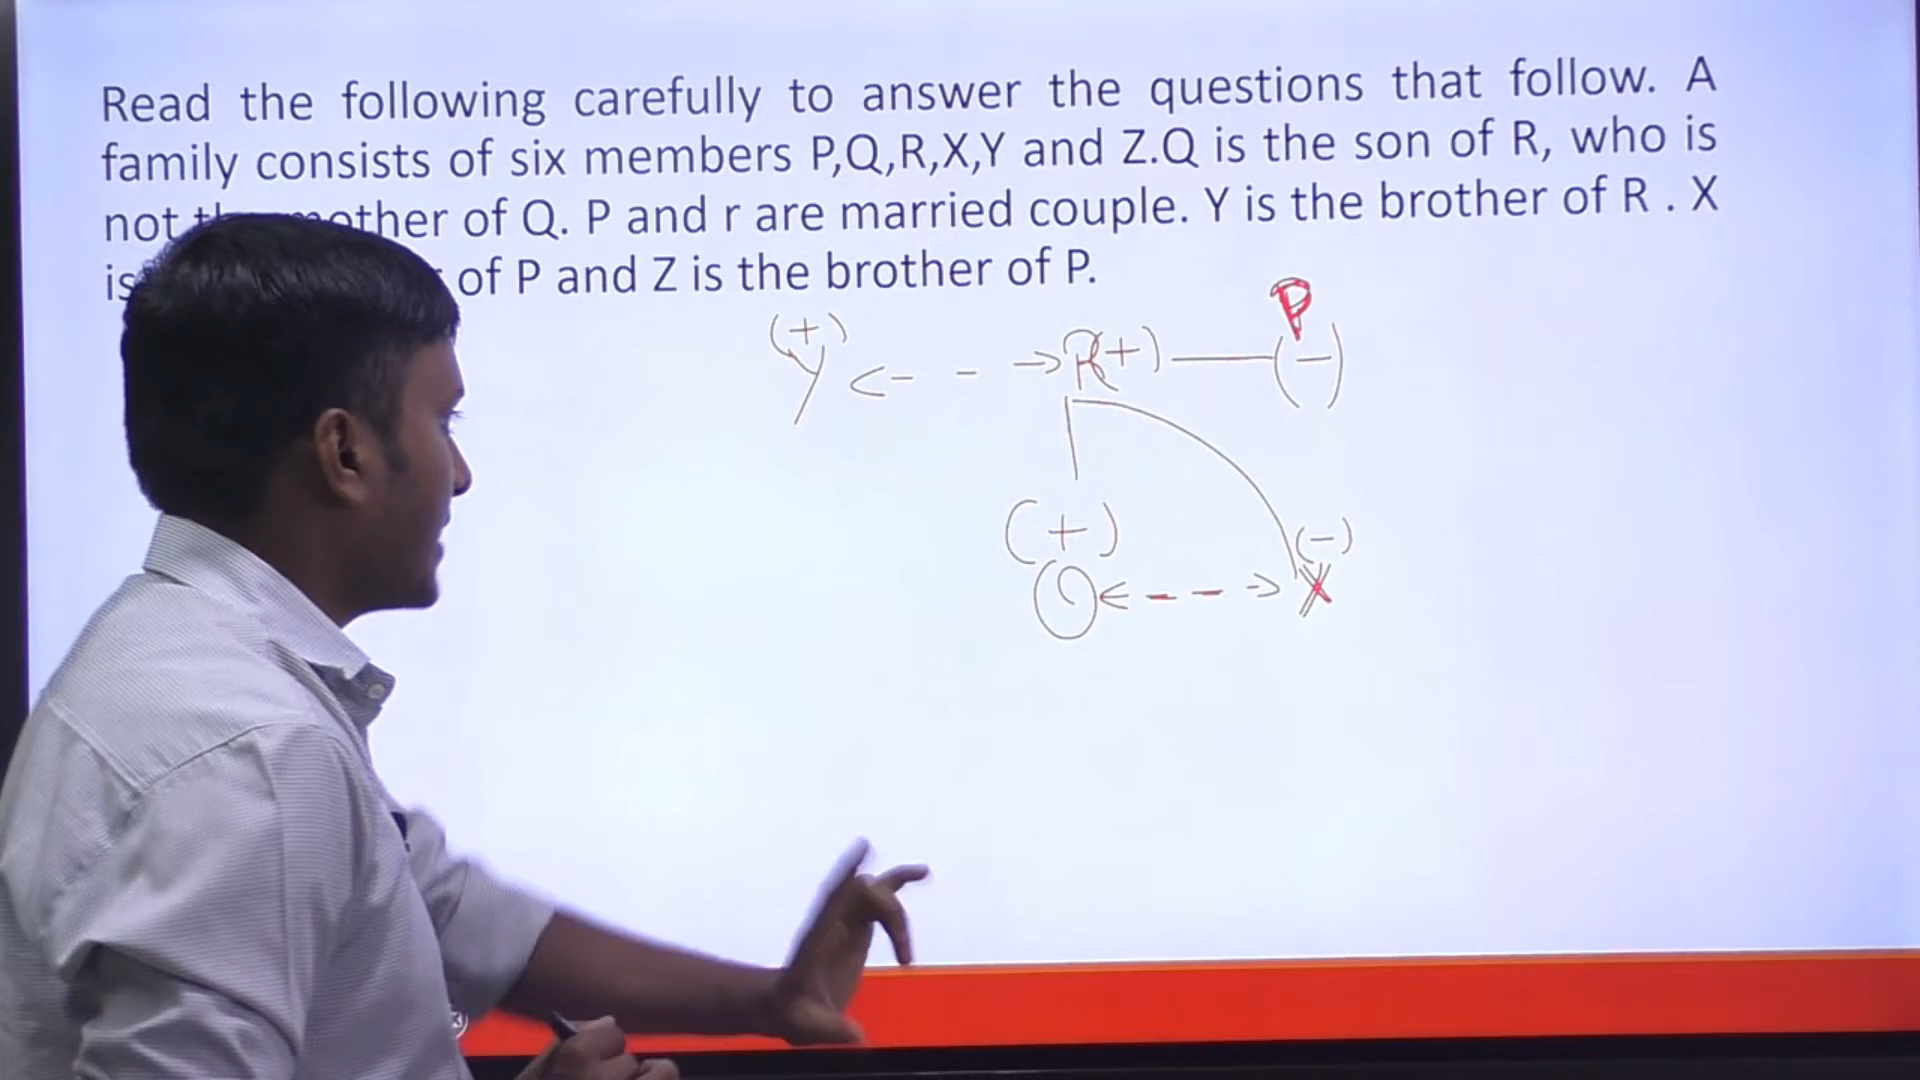 Read the following carefully to answer the questions that follow. A
family consists of six members P,Q,R,X,Y and Z.Q is the son of R, who is
not other of Q. P and r are married couple. Y is the brother of R . X
is of P and Z is the brother of P.
P
(+) (-)
Y <- - -> R(+)
(+) (-)
X